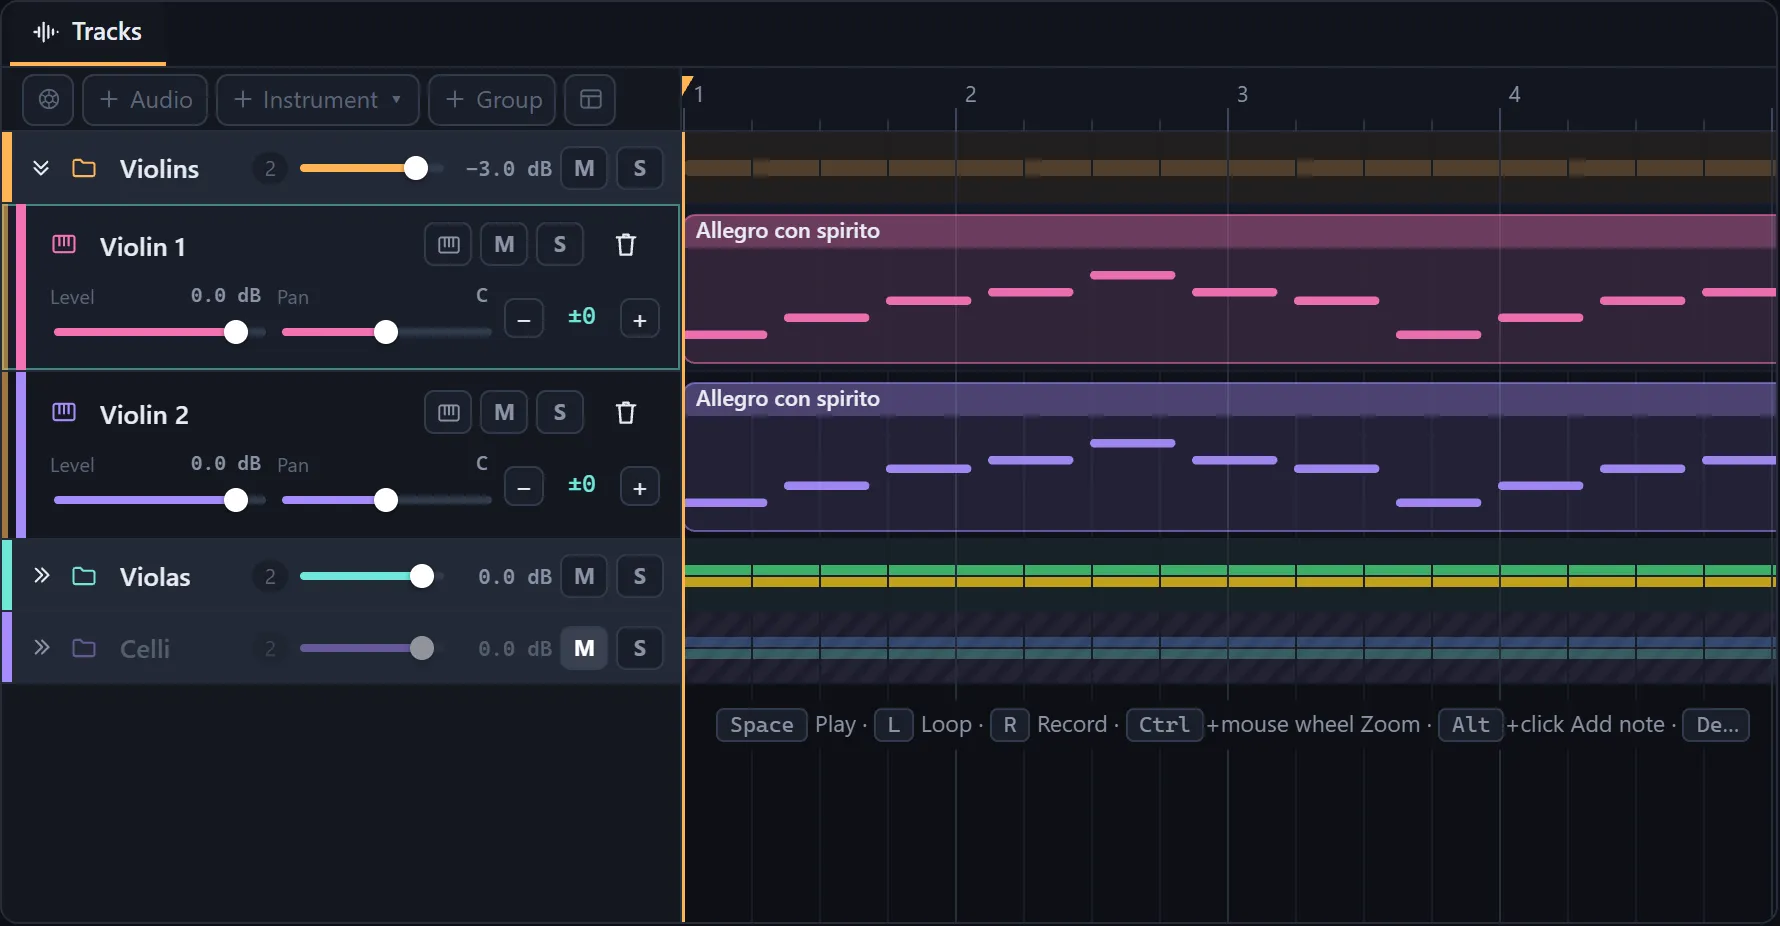 Tracks
+ Audio + Instrument ▾ + Group
1 2 3 4
Violins 2 −3.0 dB M S
Violin 1 M S
Level 0.0 dB Pan C − ±0 +
Allegro con spirito
Violin 2 M S
Level 0.0 dB Pan C − ±0 +
Allegro con spirito
Violas 2 0.0 dB M S
Celli 2 0.0 dB M S
Space Play · L Loop · R Record · Ctrl +mouse wheel Zoom · Alt +click Add note · De...